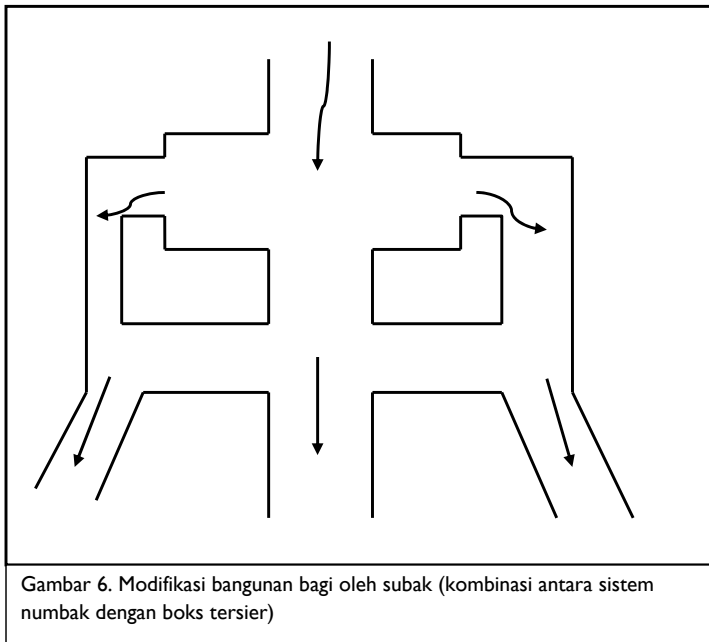 Gambar 6. Modifikasi bangunan bagi oleh subak (kombinasi antara sistem
numbak dengan boks tersier)